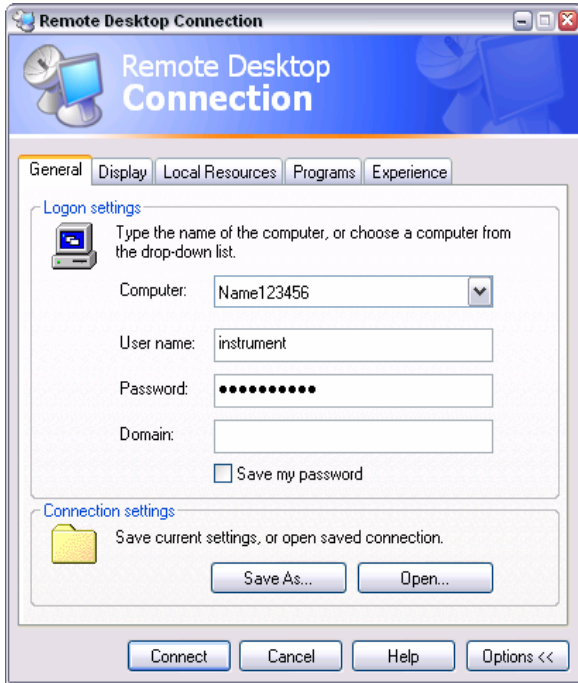 Remote Desktop Connection
Remote Desktop
Connection
General Display Local Resources Programs Experience
Logon settings
Type the name of the computer, or choose a computer from
the drop-down list.
Computer: Name123456
User name: instrument
Password: ●●●●●●●●●●
Domain:
Save my password
Connection settings
Save current settings, or open saved connection.
Save As... Open...
Connect Cancel Help Options <<